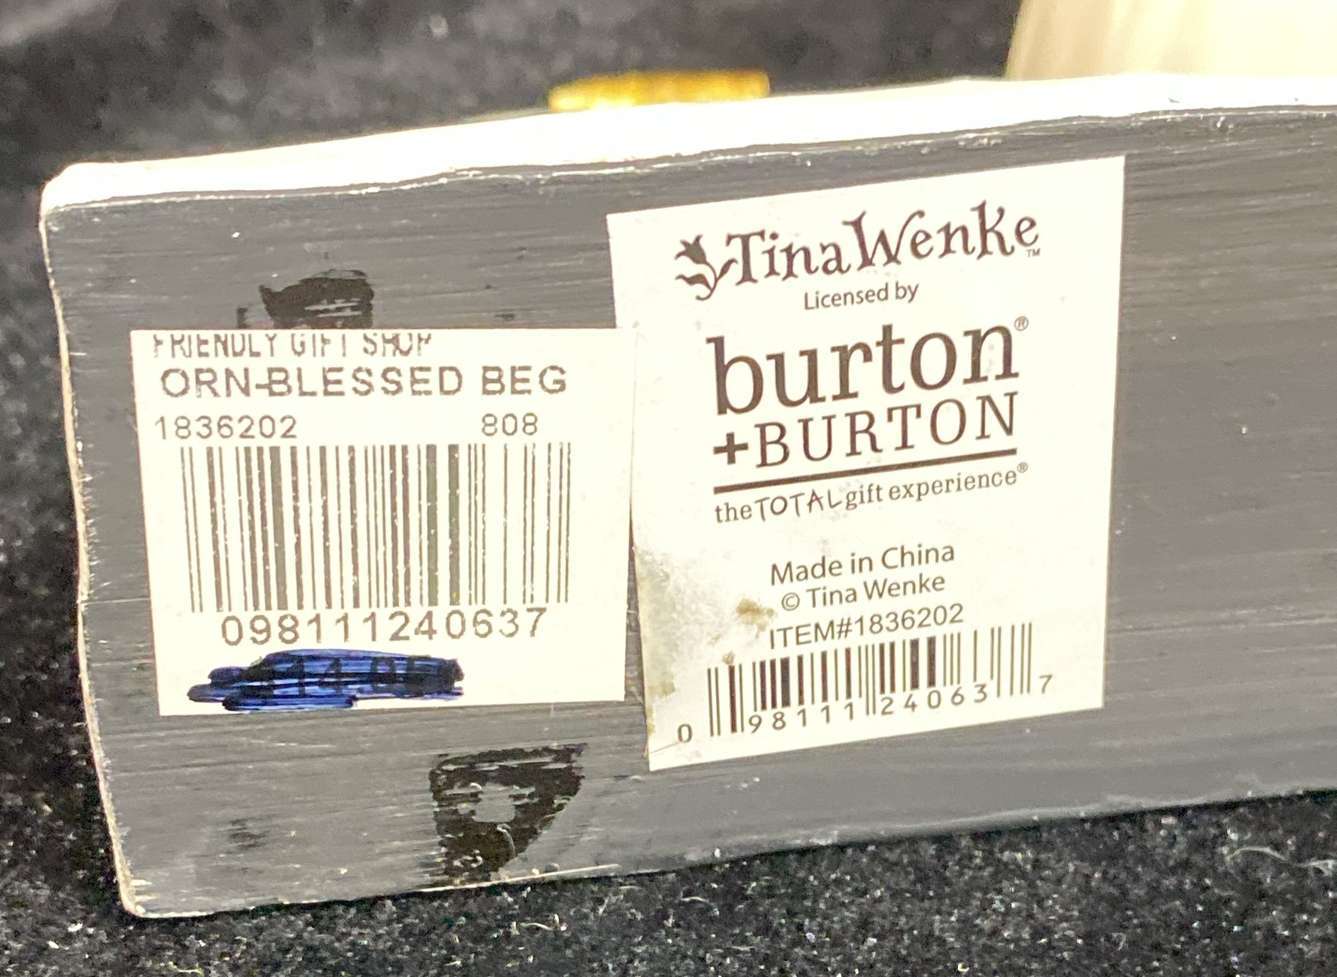 FRIENDLY GIFT SHOP
ORN-BLESSED BEG
1836202 808
098111240637
Tina Wenke™
Licensed by
burton®
+BURTON
the TOTAL gift experience®
Made in China
© Tina Wenke
ITEM#1836202
0 98111 24063 7